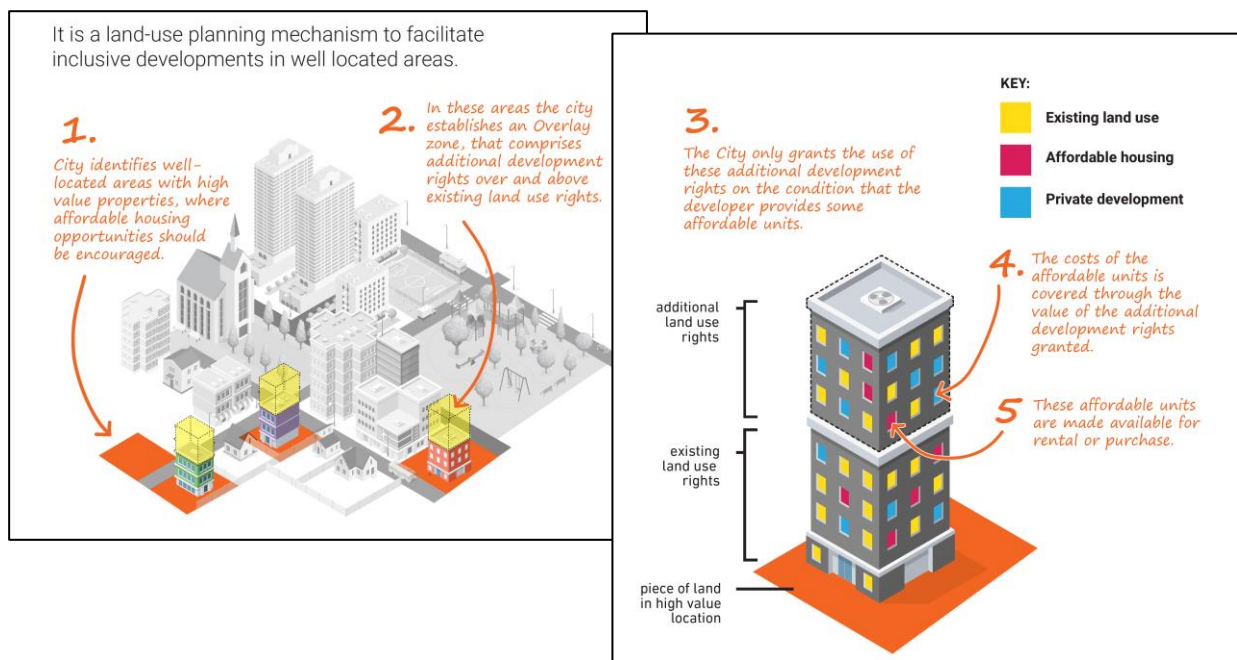 It is a land-use planning mechanism to facilitate
inclusive developments in well located areas.
1.
City identifies well-
located areas with high
value properties, where
affordable housing
opportunities should
be encouraged.
2.
In these areas the city
establishes an Overlay
zone, that comprises
additional development
rights over and above
existing land use rights.
3.
The City only grants the use of
these additional development
rights on the condition that the
developer provides some
affordable units.
KEY:
Existing land use
Affordable housing
Private development
4.
The costs of the
affordable units is
covered through the
value of the additional
development rights
granted.
5
These affordable units
are made available for
rental or purchase.
additional
land use
rights
existing
land use
rights
piece of land
in high value
location